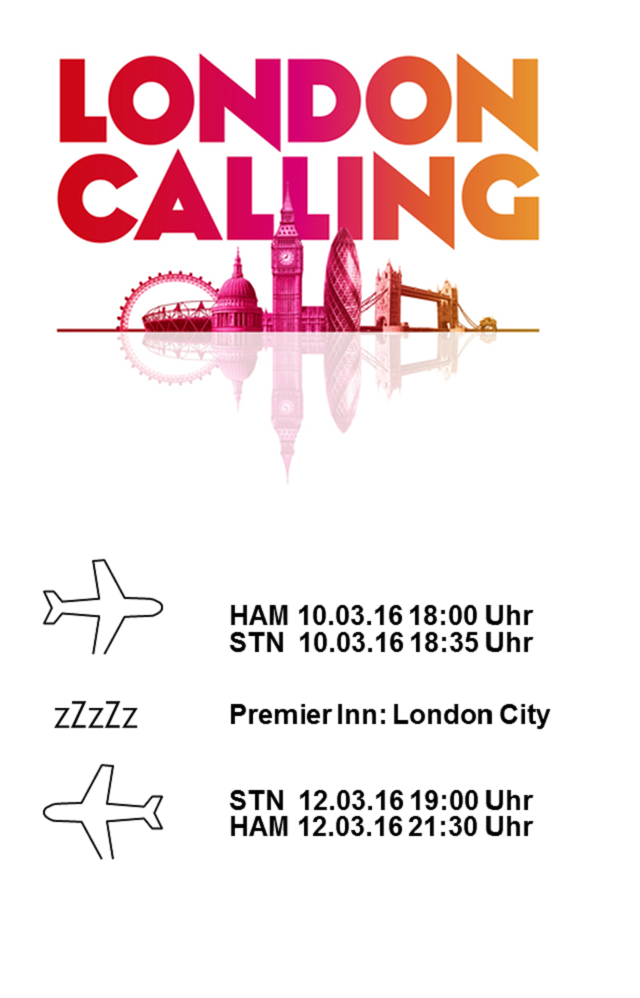 LONDON
CALLING
HAM 10.03.16 18:00 Uhr
STN 10.03.16 18:35 Uhr
zZzZz
Premier Inn: London City
STN 12.03.16 19:00 Uhr
HAM 12.03.16 21:30 Uhr